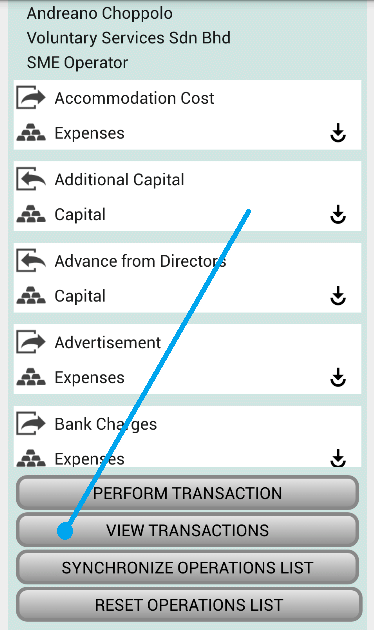 Andreano Choppolo
Voluntary Services Sdn Bhd
SME Operator
Accommodation Cost
Expenses
Additional Capital
Capital
Advance from Directors
Capital
Advertisement
Expenses
Bank Charges
Expenses
PERFORM TRANSACTION
VIEW TRANSACTIONS
SYNCHRONIZE OPERATIONS LIST
RESET OPERATIONS LIST